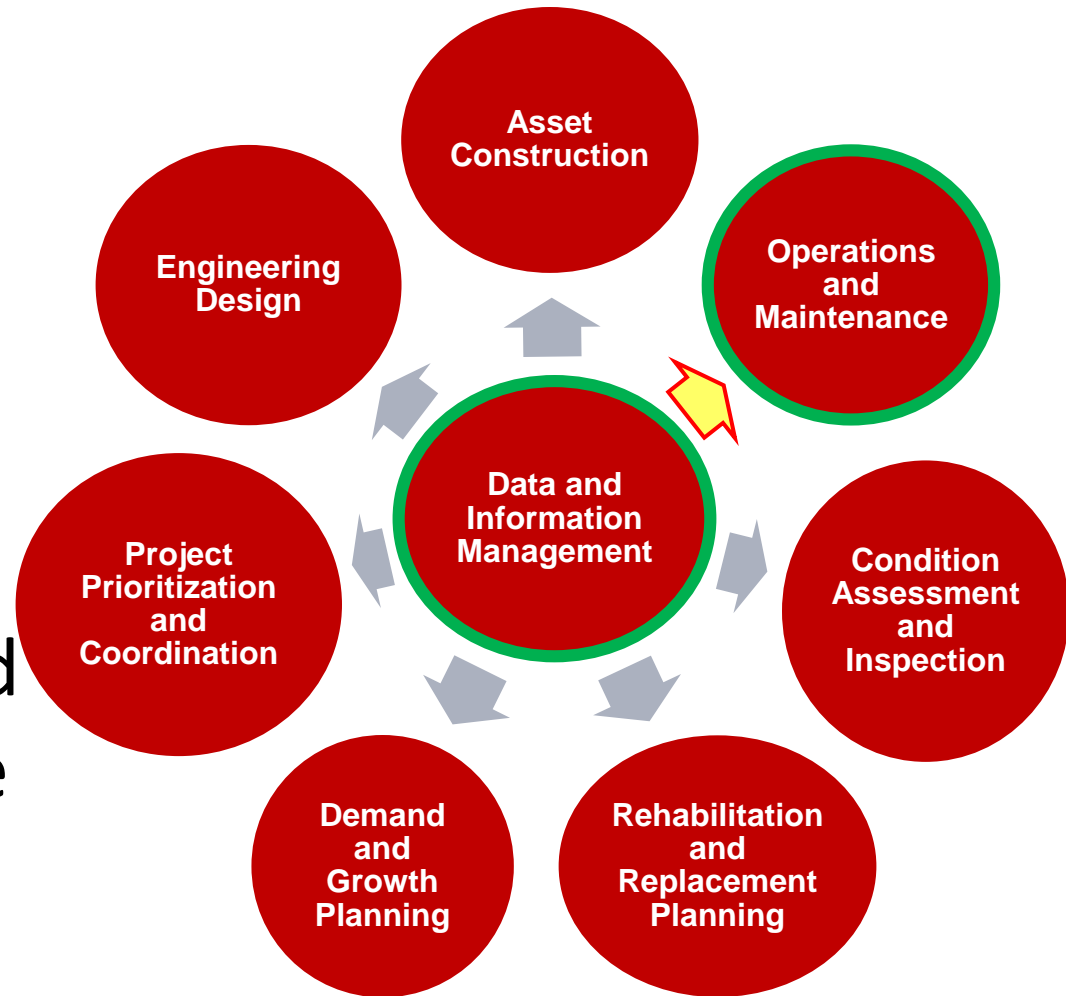 Asset
Construction
Operations
and
Maintenance
Engineering
Design
Data and
Information
Management
Condition
Assessment
and
Inspection
Project
Prioritization
and
Coordination
d
e
Rehabilitation
and
Replacement
Planning
Demand
and
Growth
Planning